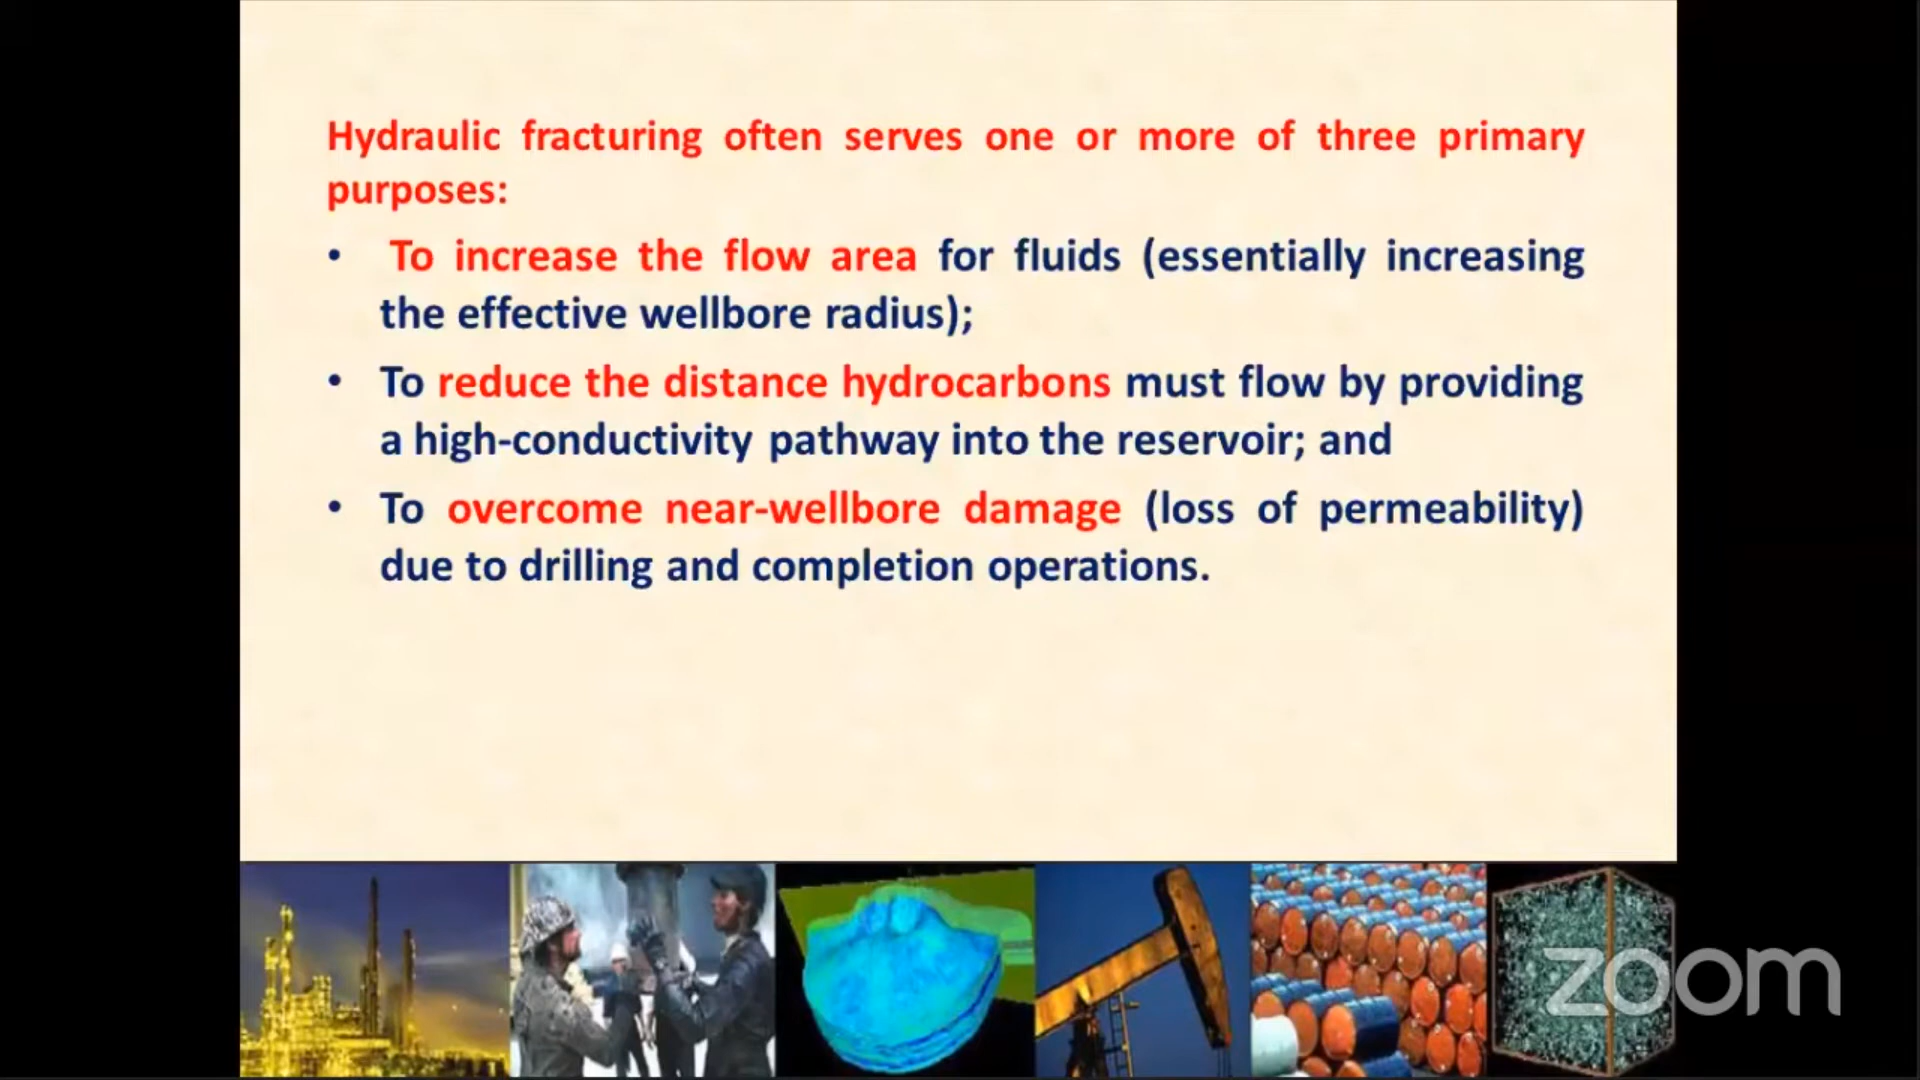 Hydraulic fracturing often serves one or more of three primary
purposes:
• To increase the flow area for fluids (essentially increasing
the effective wellbore radius);
• To reduce the distance hydrocarbons must flow by providing
a high-conductivity pathway into the reservoir; and
• To overcome near-wellbore damage (loss of permeability)
due to drilling and completion operations.
zoom